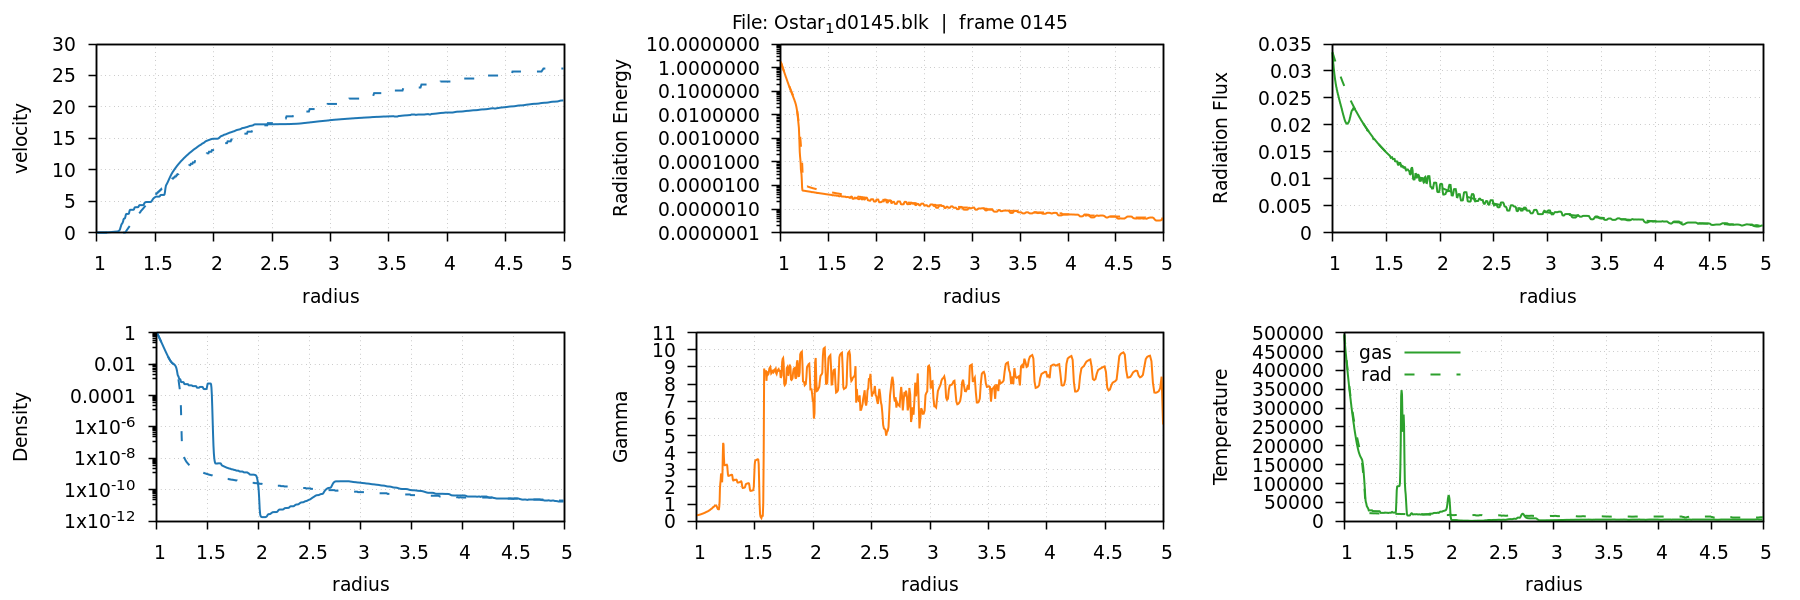 File: Ostar₁d0145.blk | frame 0145
velocity
30
25
20
15
10
5
0
1 1.5 2 2.5 3 3.5 4 4.5 5
radius
Radiation Energy
10.0000000
1.0000000
0.1000000
0.0100000
0.0010000
0.0001000
0.0000100
0.0000010
0.0000001
1 1.5 2 2.5 3 3.5 4 4.5 5
radius
Radiation Flux
0.035
0.03
0.025
0.02
0.015
0.01
0.005
0
1 1.5 2 2.5 3 3.5 4 4.5 5
radius
Density
1
0.01
0.0001
1x10-6
1x10-8
1x10-10
1x10-12
1 1.5 2 2.5 3 3.5 4 4.5 5
radius
Gamma
11
10
9
8
7
6
5
4
3
2
1
0
1 1.5 2 2.5 3 3.5 4 4.5 5
radius
Temperature
500000
450000
400000
350000
300000
250000
200000
150000
100000
50000
0
gas
rad
1 1.5 2 2.5 3 3.5 4 4.5 5
radius